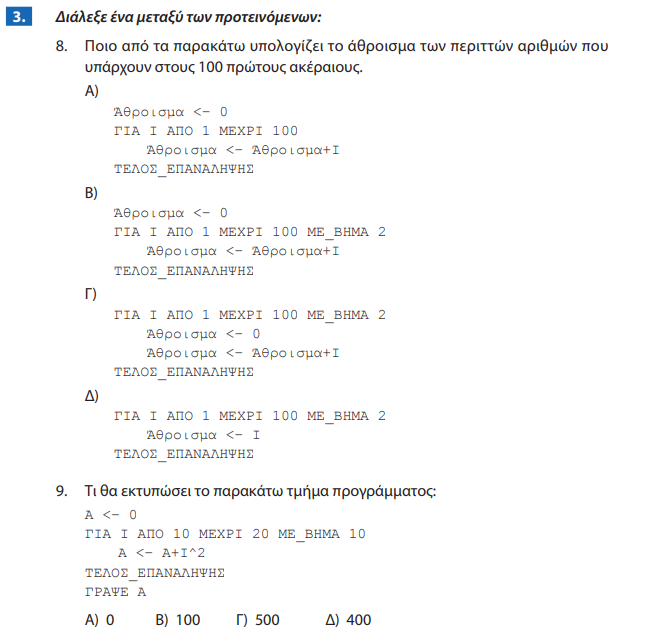 3. Διάλεξε ένα μεταξύ των προτεινόμενων:
8. Ποιο από τα παρακάτω υπολογίζει το άθροισμα των περιττών αριθμών που
υπάρχουν στους 100 πρώτους ακέραιους.
Α)
Άθροισμα <- 0
ΓΙΑ Ι ΑΠΟ 1 ΜΕΧΡΙ 100
Άθροισμα <- Άθροισμα+Ι
ΤΕΛΟΣ_ΕΠΑΝΑΛΗΨΗΣ
Β)
Άθροισμα <- 0
ΓΙΑ Ι ΑΠΟ 1 ΜΕΧΡΙ 100 ΜΕ_ΒΗΜΑ 2
Άθροισμα <- Άθροισμα+Ι
ΤΕΛΟΣ_ΕΠΑΝΑΛΗΨΗΣ
Γ)
ΓΙΑ Ι ΑΠΟ 1 ΜΕΧΡΙ 100 ΜΕ_ΒΗΜΑ 2
Άθροισμα <- 0
Άθροισμα <- Άθροισμα+Ι
ΤΕΛΟΣ_ΕΠΑΝΑΛΗΨΗΣ
Δ)
ΓΙΑ Ι ΑΠΟ 1 ΜΕΧΡΙ 100 ΜΕ_ΒΗΜΑ 2
Άθροισμα <- Ι
ΤΕΛΟΣ_ΕΠΑΝΑΛΗΨΗΣ
9. Τι θα εκτυπώσει το παρακάτω τμήμα προγράμματος:
Α <- 0
ΓΙΑ Ι ΑΠΟ 10 ΜΕΧΡΙ 20 ΜΕ_ΒΗΜΑ 10
Α <- Α+Ι^2
ΤΕΛΟΣ_ΕΠΑΝΑΛΗΨΗΣ
ΓΡΑΨΕ Α
Α) 0 Β) 100 Γ) 500 Δ) 400